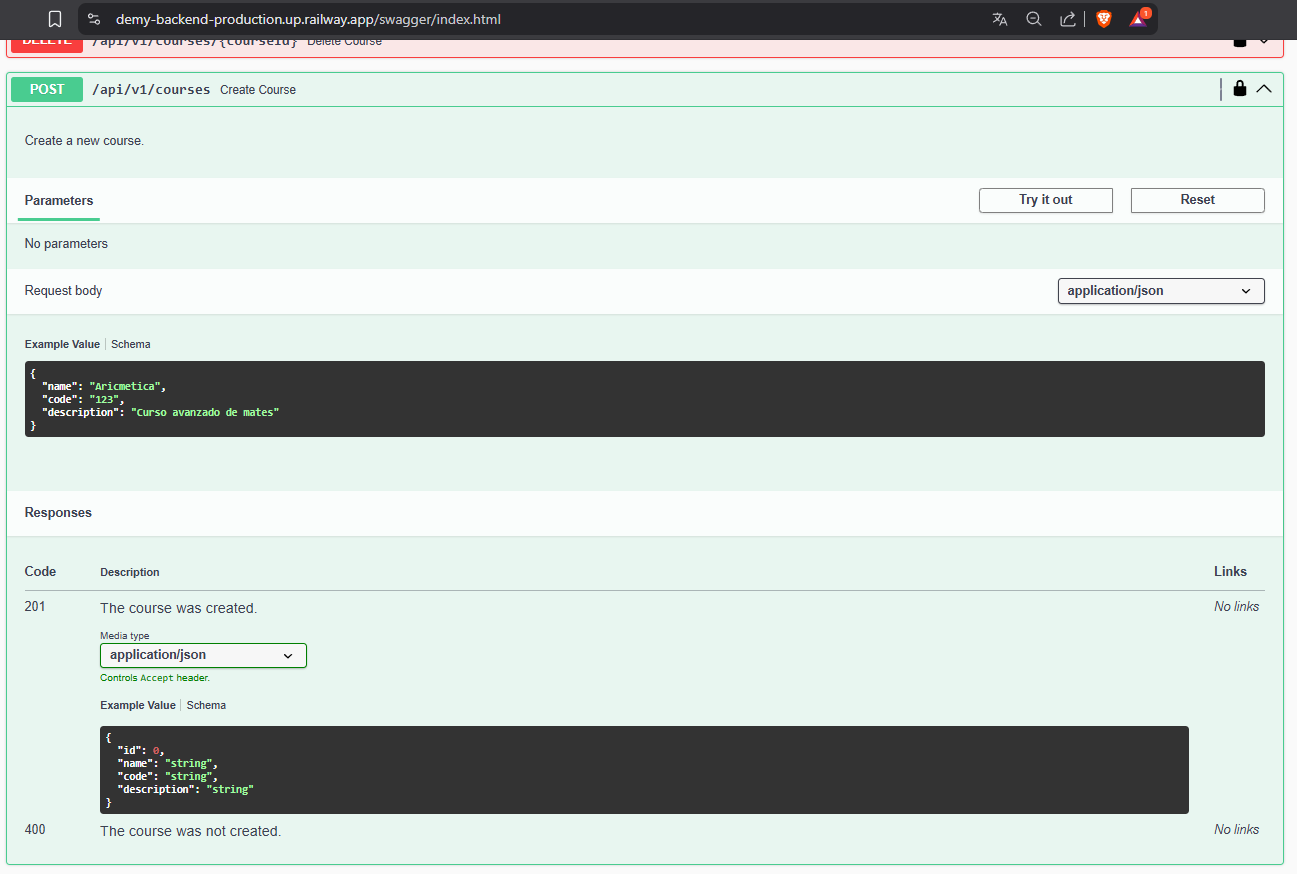 demy-backend-production.up.railway.app/swagger/index.html
1
DELETE /api/v1/courses/{courseId} Delete Course
POST /api/v1/courses Create Course
Create a new course.
Parameters Try it out Reset
No parameters
Request body application/json
Example Value Schema
{
"name": "Aricmetica",
"code": "123",
"description": "Curso avanzado de mates"
}
Responses
Code Description Links
201 The course was created. No links
Media type
application/json
Controls Accept header.
Example Value Schema
{
"id": 0,
"name": "string",
"code": "string",
"description": "string"
}
400 The course was not created. No links